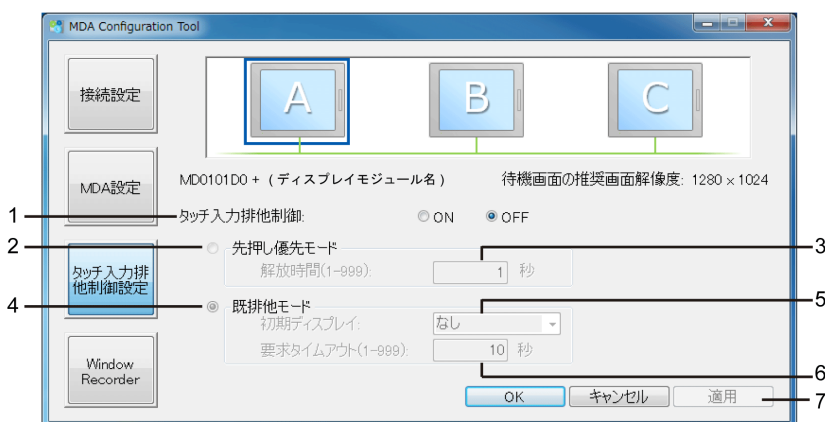 MDA Configuration Tool
接続設定
A
B
C
MDA設定
MD0101D0 + (ディスプレイモジュール名)
待機画面の推奨画面解像度: 1280 × 1024
1
タッチ入力排他制御:
ON
OFF
2
先押し優先モード
3
解放時間(1-999):
1
秒
タッチ入力排
他制御設定
4
既排他モード
5
初期ディスプレイ:
なし
要求タイムアウト(1-999):
10
秒
6
Window
Recorder
OK
キャンセル
適用
7